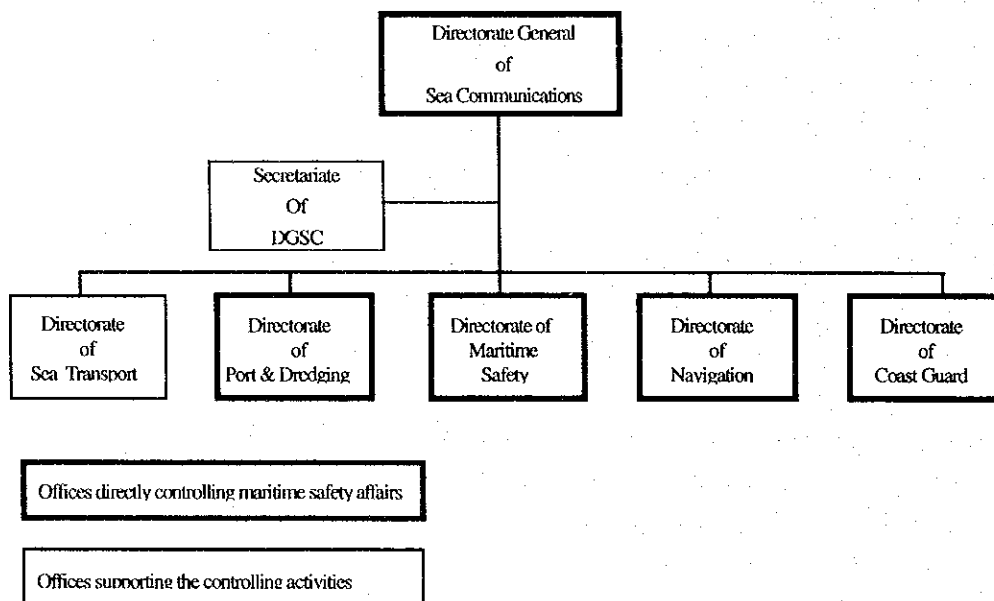 Directorate General
of
Sea Communications
Secretariate
Of
DGSC
Directorate
of
Sea Transport
Directorate
of
Port & Dredging
Directorate of
Maritime
Safety
Directorate
of
Navigation
Directorate
of
Coast Guard
Offices directly controlling maritime safety affairs
Offices supporting the controlling activities